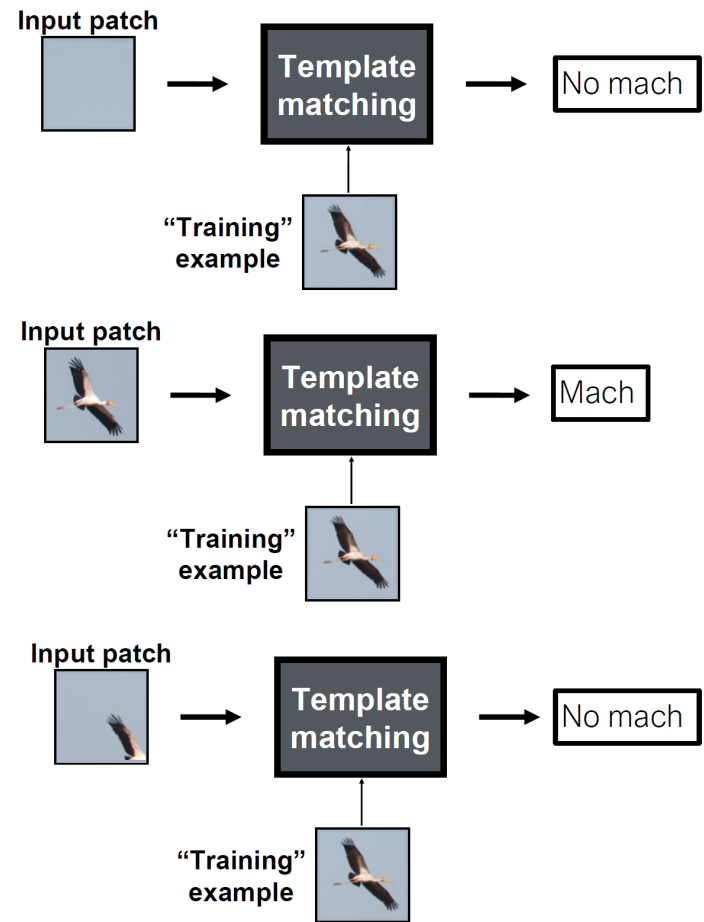 Input patch
Template
matching
No mach
“Training”
example
Input patch
Template
matching
Mach
“Training”
example
Input patch
Template
matching
No mach
“Training”
example